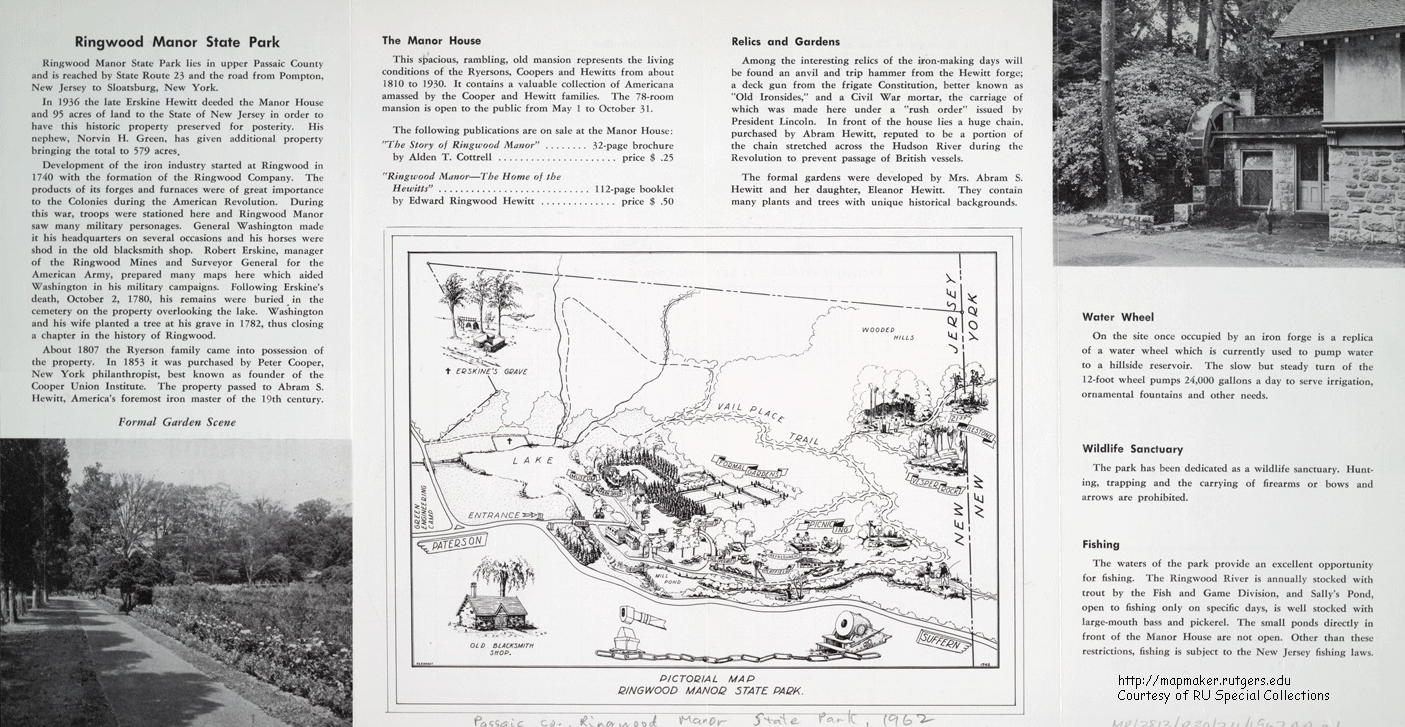 Ringwood Manor State Park
Ringwood Manor State Park lies in upper Passaic County
and is reached by State Route 23 and the road from Pompton,
New Jersey to Sloatsburg, New York.
In 1936 the late Erskine Hewitt deeded the Manor House
and 95 acres of land to the State of New Jersey in order to
have this historic property preserved for posterity. His
nephew, Norvin H. Green, has given additional property
bringing the total to 579 acres.
Development of the iron industry started at Ringwood in
1740 with the formation of the Ringwood Company. The
products of its forges and furnaces were of great importance
to the Colonies during the American Revolution. During
this war, troops were stationed here and Ringwood Manor
saw many military personages. General Washington made
it his headquarters on several occasions and his horses were
shod in the old blacksmith shop. Robert Erskine, manager
of the Ringwood Mines and Surveyor General for the
American Army, prepared many maps here which aided
Washington in his military campaigns. Following Erskine's
death, October 2, 1780, his remains were buried in the
cemetery on the property overlooking the lake. Washington
and his wife planted a tree at his grave in 1782, thus closing
a chapter in the history of Ringwood.
About 1807 the Ryerson family came into possession of
the property. In 1853 it was purchased by Peter Cooper,
New York philanthropist, best known as founder of the
Cooper Union Institute. The property passed to Abram S.
Hewitt, America's foremost iron master of the 19th century.
Formal Garden Scene
The Manor House
This spacious, rambling, old mansion represents the living
conditions of the Ryersons, Coopers and Hewitts from about
1810 to 1930. It contains a valuable collection of Americana
amassed by the Cooper and Hewitt families. The 78-room
mansion is open to the public from May 1 to October 31.
The following publications are on sale at the Manor House:
"The Story of Ringwood Manor" ........ 32-page brochure
by Alden T. Cottrell ...................... price $ .25
"Ringwood Manor—The Home of the
Hewitts" ............................ 112-page booklet
by Edward Ringwood Hewitt .............. price $ .50
Relics and Gardens
Among the interesting relics of the iron-making days will
be found an anvil and trip hammer from the Hewitt forge;
a deck gun from the frigate Constitution, better known as
"Old Ironsides," and a Civil War mortar, the carriage of
which was made here under a "rush order" issued by
President Lincoln. In front of the house lies a huge chain,
purchased by Abram Hewitt, reputed to be a portion of
the chain stretched across the Hudson River during the
Revolution to prevent passage of British vessels.
The formal gardens were developed by Mrs. Abram S.
Hewitt and her daughter, Eleanor Hewitt. They contain
many plants and trees with unique historical backgrounds.
ERSKINE'S GRAVE
WOODED
HILLS
NEW JERSEY
NEW YORK
VAIL PLACE
TRAIL
LAKE
MUSEUM
FORMAL GARDENS
VESPER ROCK
GREEN
ENGINEERING
CAMP
ENTRANCE
PATERSON
PICNICING
MILL
POND
OLD BLACKSMITH
SHOP.
SUFFERN
PICTORIAL MAP
RINGWOOD MANOR STATE PARK.
Passaic Co. Ringwood Manor State Park, 1962
Water Wheel
On the site once occupied by an iron forge is a replica
of a water wheel which is currently used to pump water
to a hillside reservoir. The slow but steady turn of the
12-foot wheel pumps 24,000 gallons a day to serve irrigation,
ornamental fountains and other needs.
Wildlife Sanctuary
The park has been dedicated as a wildlife sanctuary. Hunt-
ing, trapping and the carrying of firearms or bows and
arrows are prohibited.
Fishing
The waters of the park provide an excellent opportunity
for fishing. The Ringwood River is annually stocked with
trout by the Fish and Game Division, and Sally's Pond,
open to fishing only on specific days, is well stocked with
large-mouth bass and pickerel. The small ponds directly in
front of the Manor House are not open. Other than these
restrictions, fishing is subject to the New Jersey fishing laws.
http://mapmaker.rutgers.edu
Courtesy of RU Special Collections